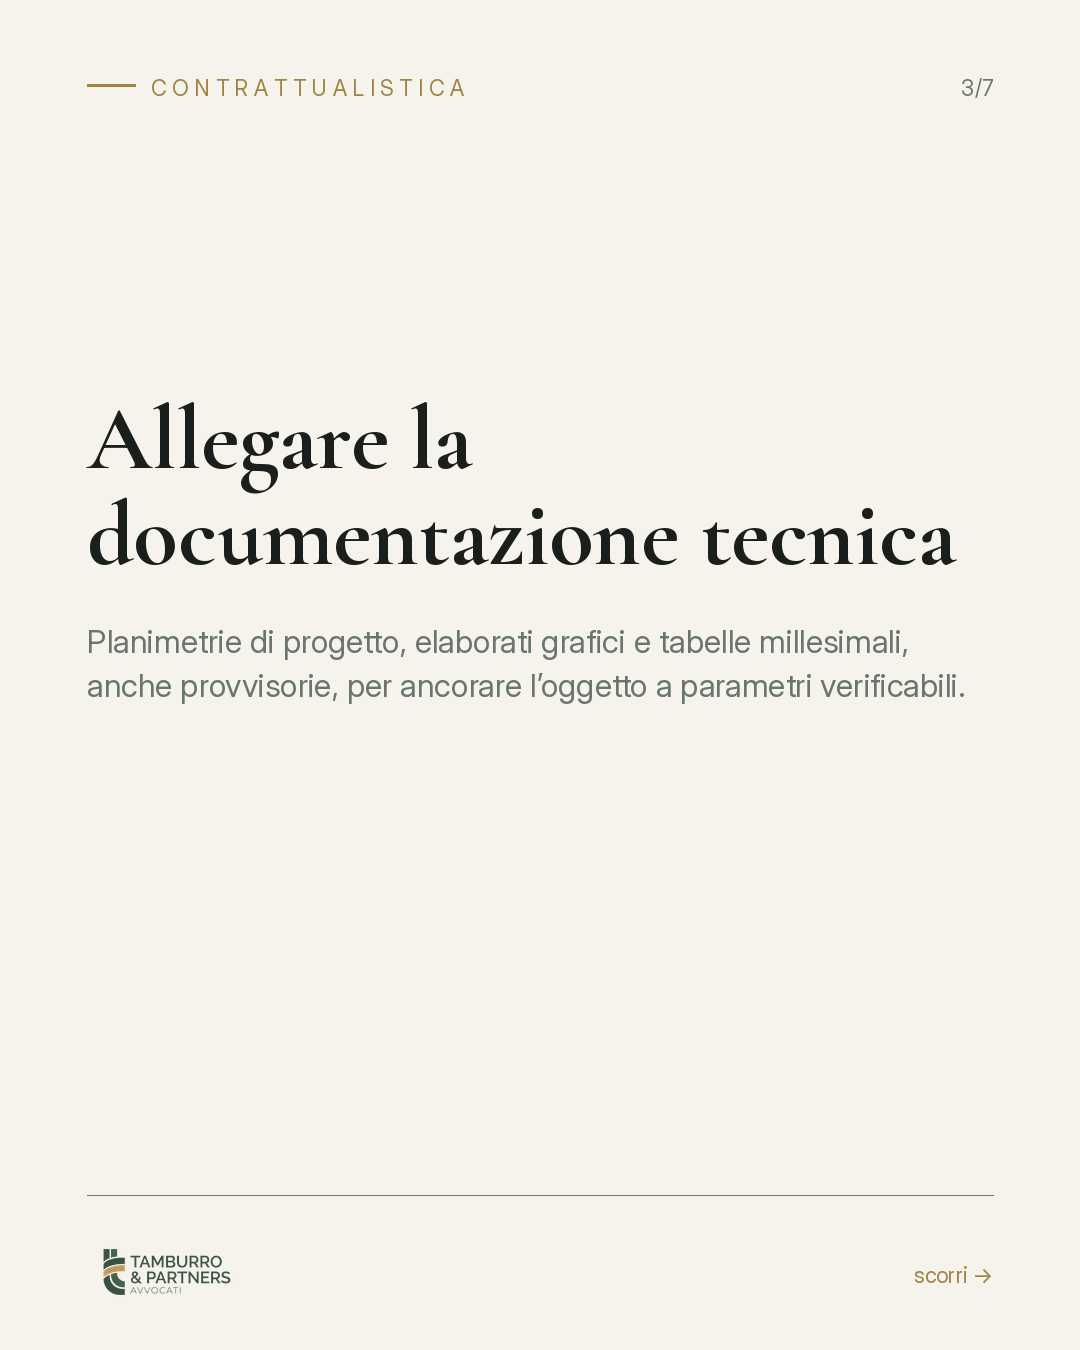 CONTRATTUALISTICA
3/7
Allegare la
documentazione tecnica
Planimetrie di progetto, elaborati grafici e tabelle millesimali,
anche provvisorie, per ancorare l’oggetto a parametri verificabili.
TAMBURRO
& PARTNERS
AVVOCATI
scorri →